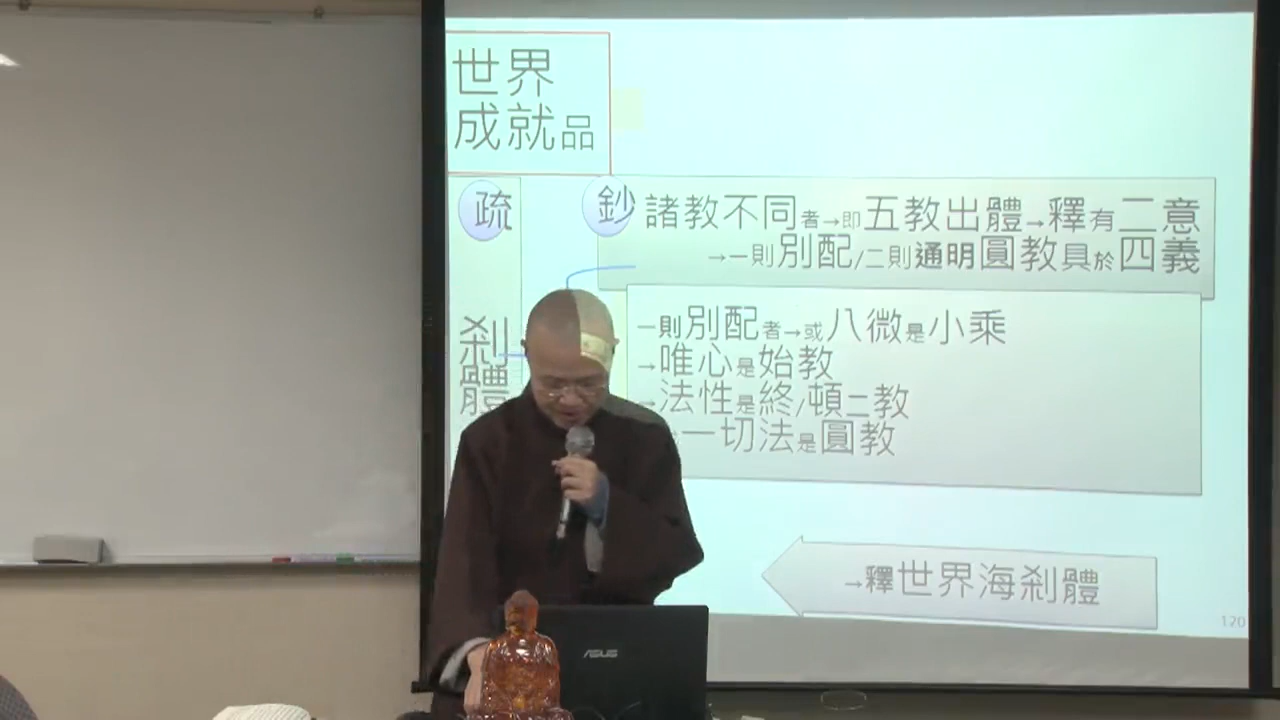 世界
成就品
疏
剎
體
鈔 諸教不同者→即五教出體→釋有二意
→一則別配/二則通明圓教具於四義
一則別配者→或八微是小乘
→唯心是始教
→法性是終/頓二教
一切法是圓教
→釋世界海剎體
120
ASUS